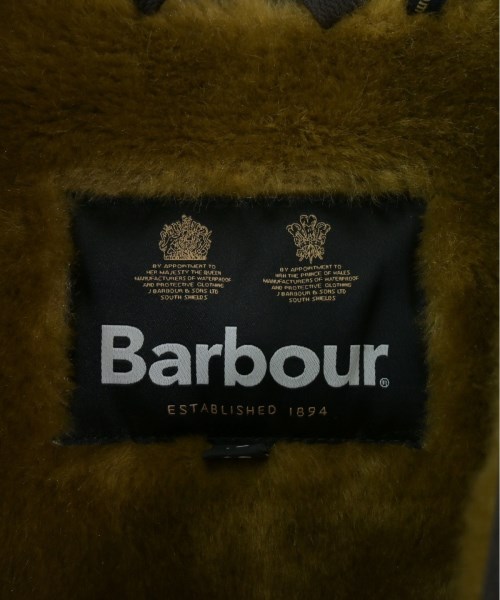 BY APPOINTMENT TO
HER MAJESTY THE QUEEN
MANUFACTURERS OF WATERPROOF
AND PROTECTIVE CLOTHING
J BARBOUR & SONS LTD
SOUTH SHIELDS
BY APPOINTMENT TO
HRH THE PRINCE OF WALES
MANUFACTURERS OF WATERPROOF
AND PROTECTIVE CLOTHING
J BARBOUR & SONS LTD
SOUTH SHIELDS
Barbour®
ESTABLISHED 1894